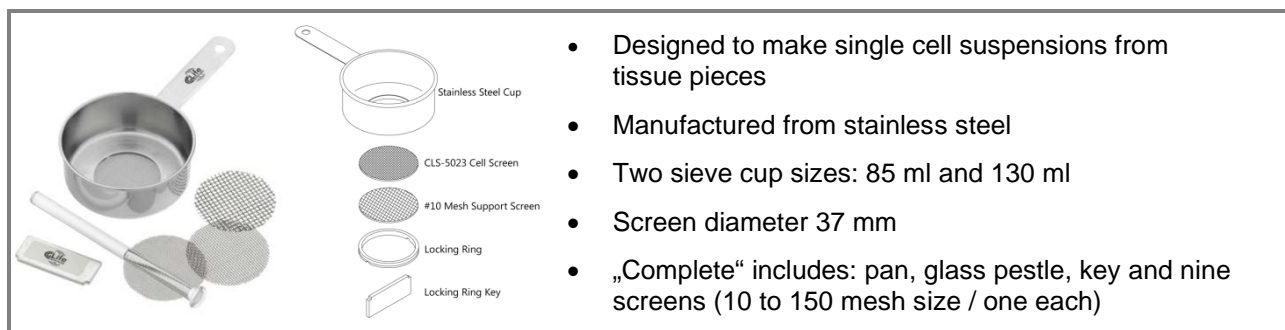 Stainless Steel Cup
CLS-5023 Cell Screen
#10 Mesh Support Screen
Locking Ring
Locking Ring Key
• Designed to make single cell suspensions from
tissue pieces
• Manufactured from stainless steel
• Two sieve cup sizes: 85 ml and 130 ml
• Screen diameter 37 mm
• „Complete“ includes: pan, glass pestle, key and nine
screens (10 to 150 mesh size / one each)